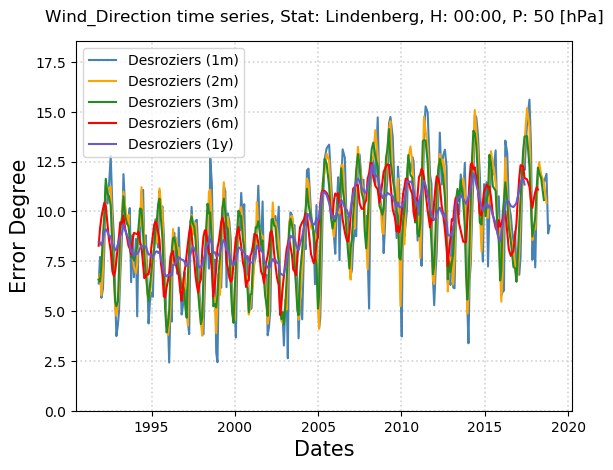 Wind_Direction time series, Stat: Lindenberg, H: 00:00, P: 50 [hPa]
Error Degree
17.5
15.0
12.5
10.0
7.5
5.0
2.5
0.0
Desroziers (1m)
Desroziers (2m)
Desroziers (3m)
Desroziers (6m)
Desroziers (1y)
1995
2000
2005
2010
2015
2020
Dates